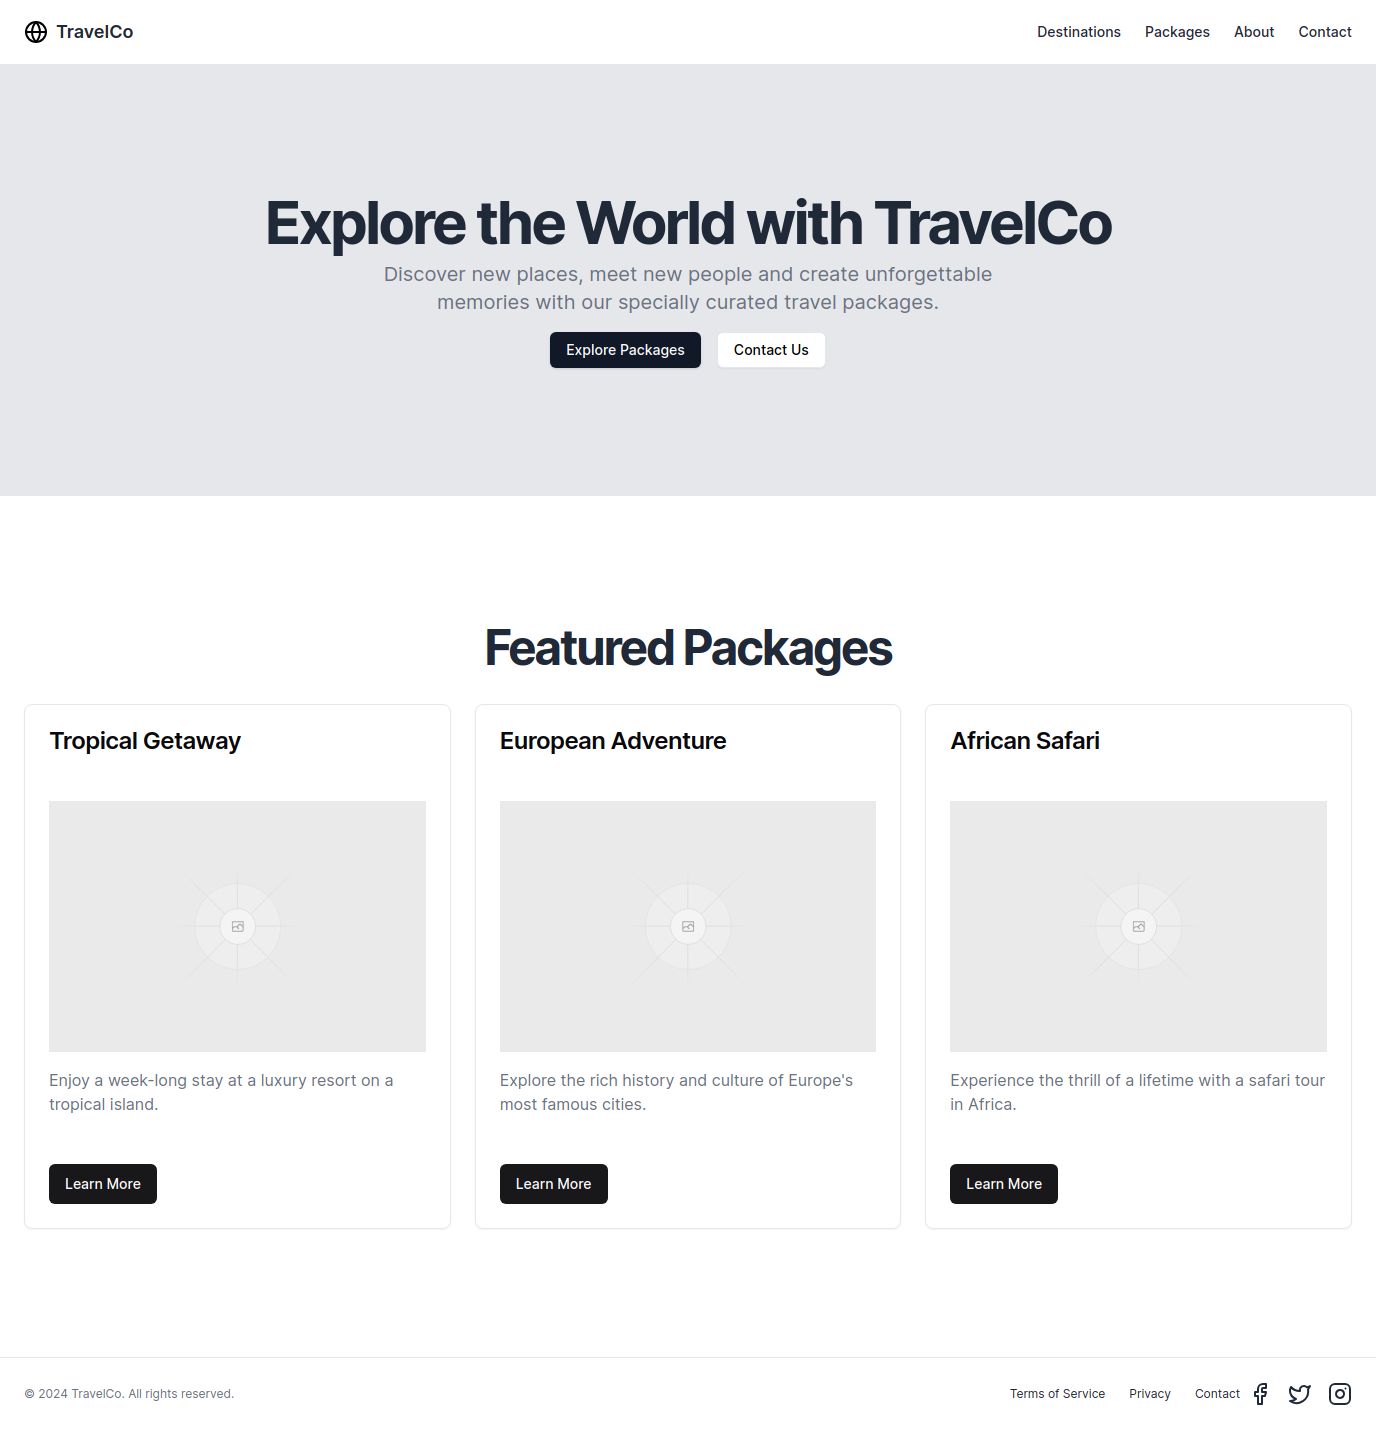 TravelCo
Destinations Packages About Contact
Explore the World with TravelCo
Discover new places, meet new people and create unforgettable
memories with our specially curated travel packages.
Explore Packages Contact Us
Featured Packages
Tropical Getaway
Enjoy a week-long stay at a luxury resort on a
tropical island.
Learn More
European Adventure
Explore the rich history and culture of Europe's
most famous cities.
Learn More
African Safari
Experience the thrill of a lifetime with a safari tour
in Africa.
Learn More
© 2024 TravelCo. All rights reserved.
Terms of Service Privacy Contact